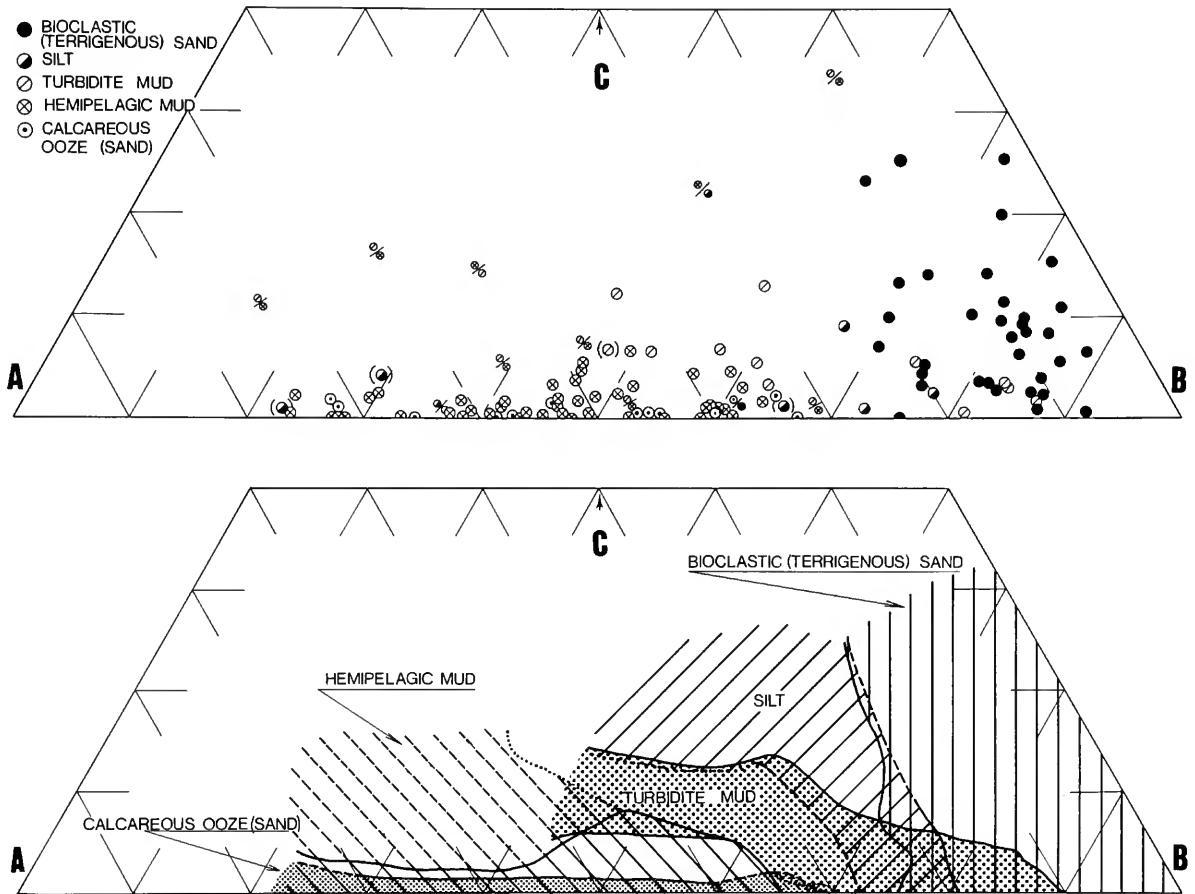 BIOCLASTIC
(TERRIGENOUS) SAND
SILT
TURBIDITE MUD
HEMIPELAGIC MUD
CALCAREOUS
OOZE (SAND)
C
A
B
C
BIOCLASTIC (TERRIGENOUS) SAND
HEMIPELAGIC MUD
SILT
TURBIDITE MUD
CALCAREOUS OOZE (SAND)
A
B